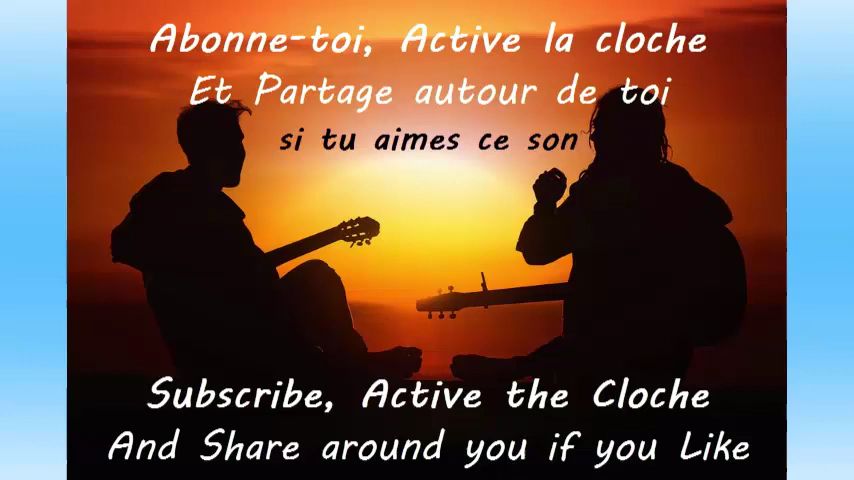 Abonne-toi, Active la cloche
Et Partage autour de toi
si tu aimes ce son
Subscribe, Active the Cloche
And Share around you if you Like